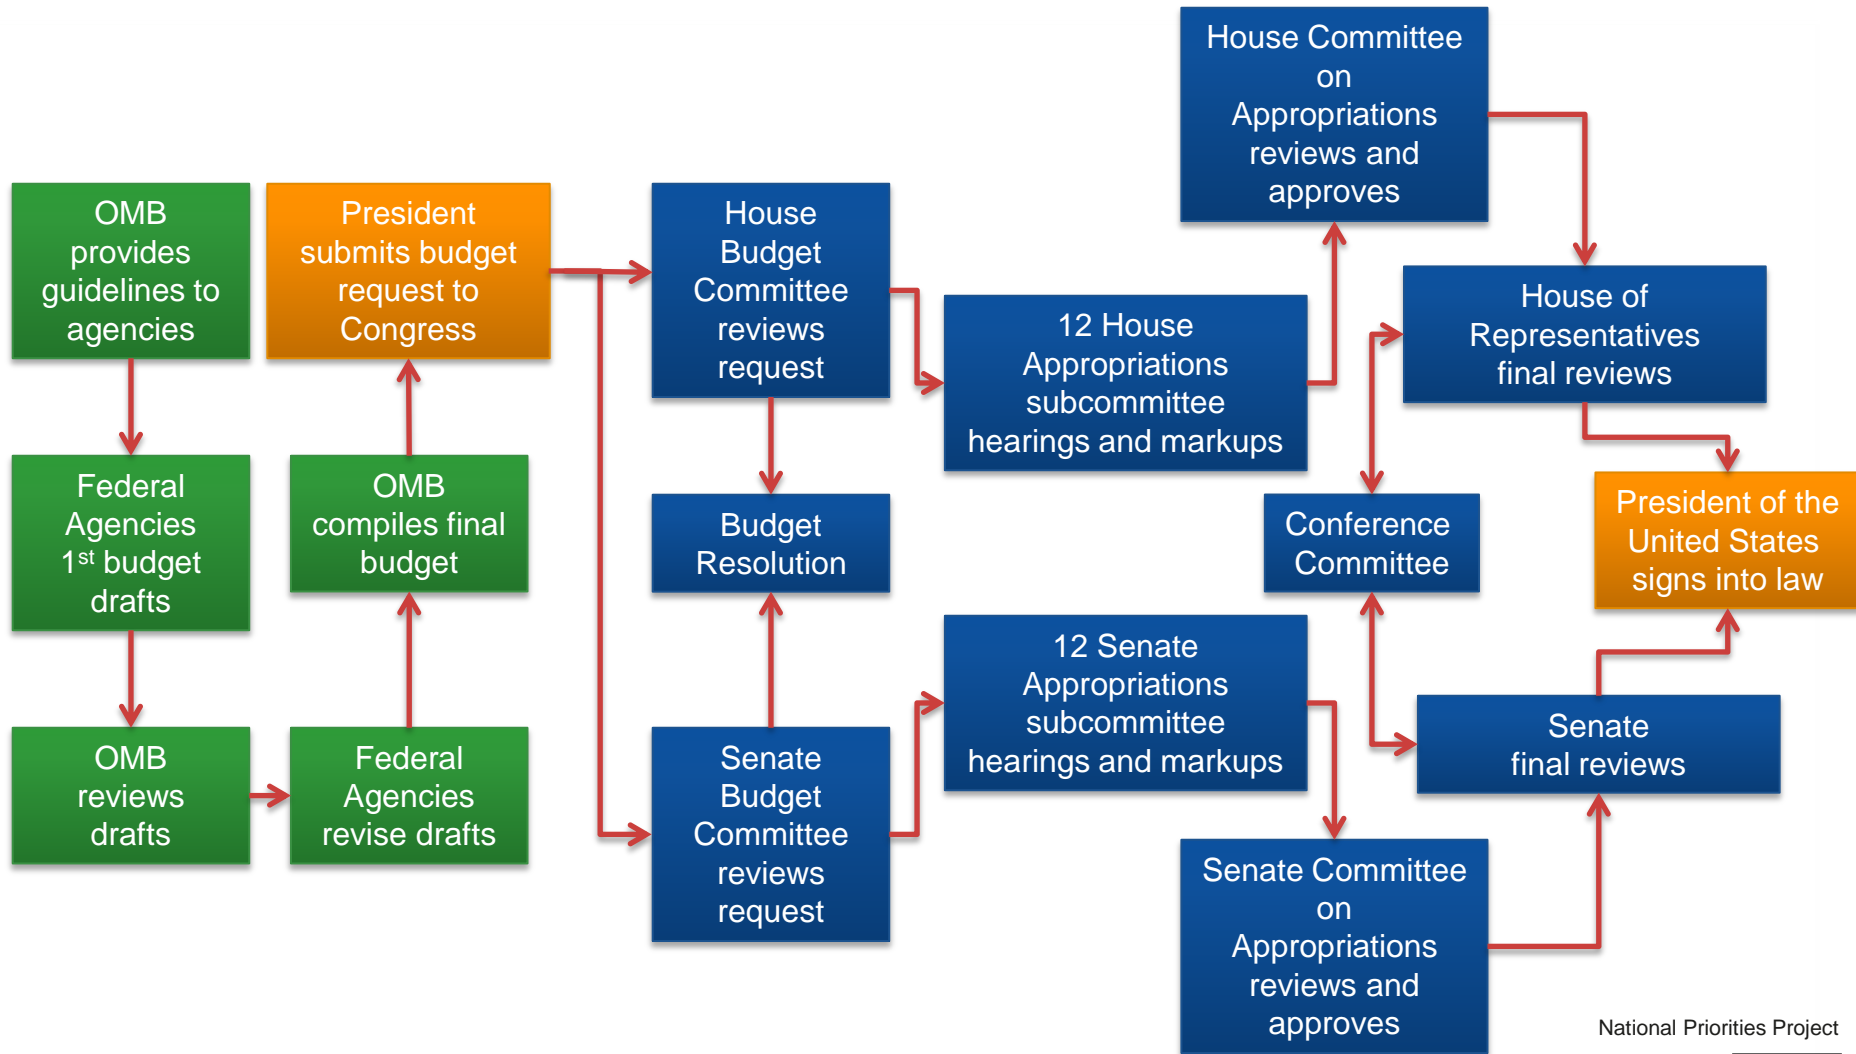 OMB
provides
guidelines to
agencies
Federal
Agencies
1st budget
drafts
OMB
reviews
drafts
Federal
Agencies
revise drafts
OMB
compiles final
budget
President
submits budget
request to
Congress
House
Budget
Committee
reviews
request
Budget
Resolution
Senate
Budget
Committee
reviews
request
12 House
Appropriations
subcommittee
hearings and markups
12 Senate
Appropriations
subcommittee
hearings and markups
House Committee
on
Appropriations
reviews and
approves
Senate Committee
on
Appropriations
reviews and
approves
House of
Representatives
final reviews
Conference
Committee
Senate
final reviews
President of the
United States
signs into law
National Priorities Project